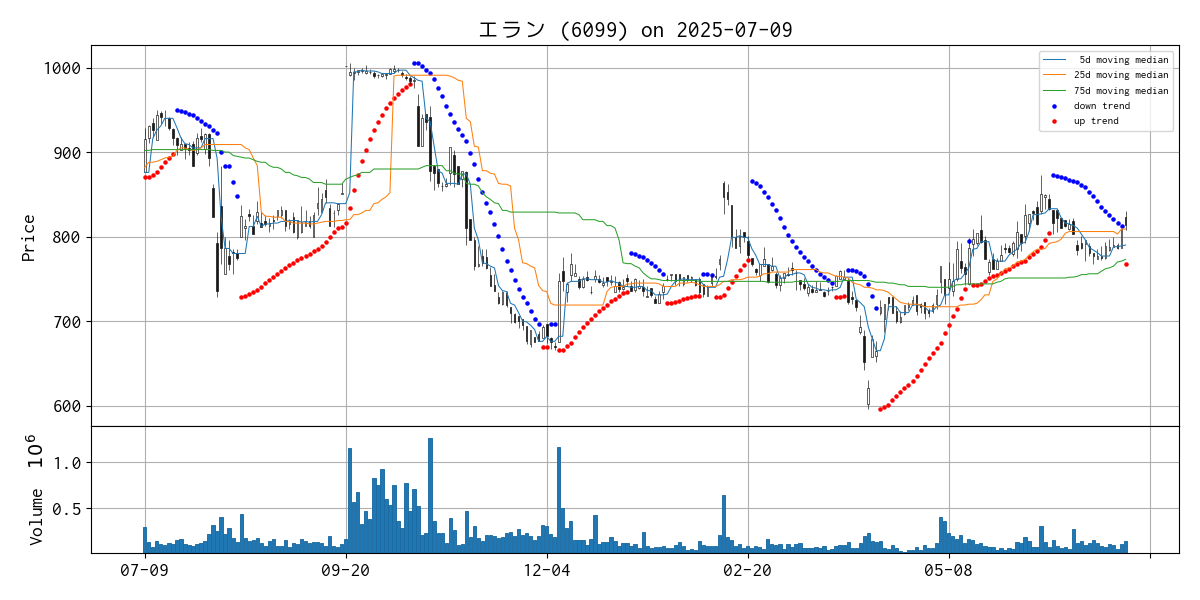 エラン (6099) on 2025-07-09
Price
1000
900
800
700
600
5d moving median
25d moving median
75d moving median
down trend
up trend
Volume 10^6
1.0
0.5
07-09
09-20
12-04
02-20
05-08